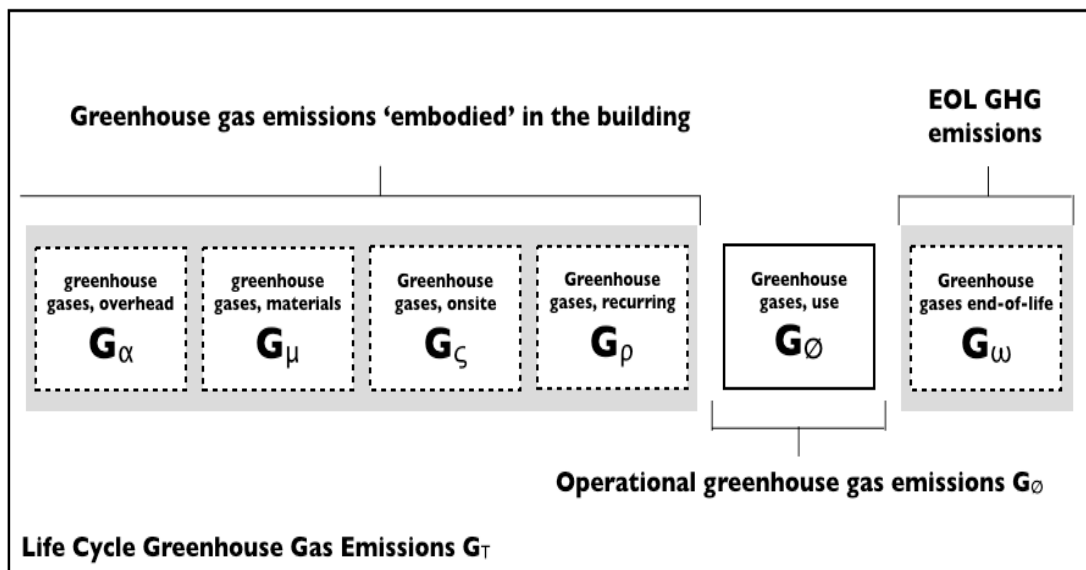 Greenhouse gas emissions ‘embodied’ in the building
EOL GHG
emissions
greenhouse
gases, overhead
Gα
greenhouse
gases, materials
Gμ
Greenhouse
gases, onsite
Gς
Greenhouse
gases, recurring
Gρ
Greenhouse
gases, use
G∅
Greenhouse
gases end-of-life
Gω
Operational greenhouse gas emissions G∅
Life Cycle Greenhouse Gas Emissions GT